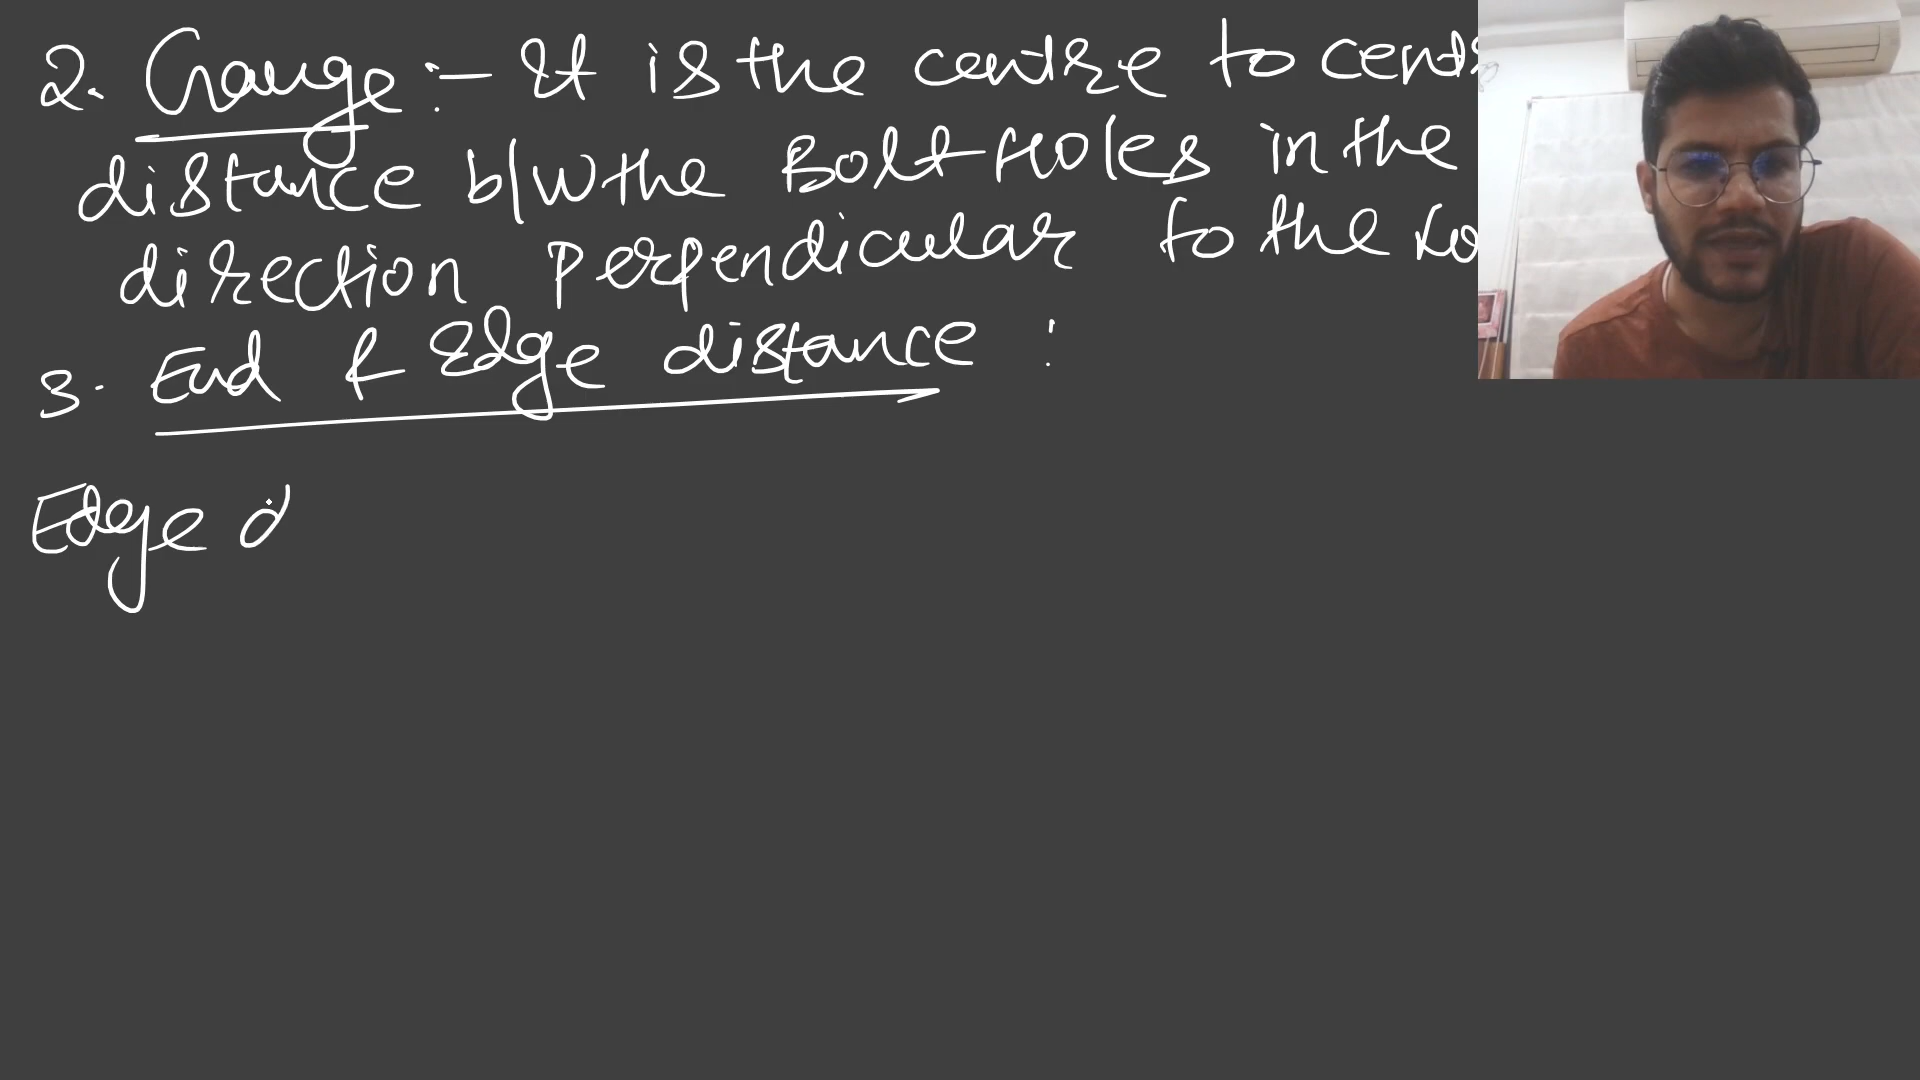 2. Gauge :- It is the centre to cent
distance b/w the Bolt Holes in the
direction perpendicular to the
3. End & Edge distance :
Edge d